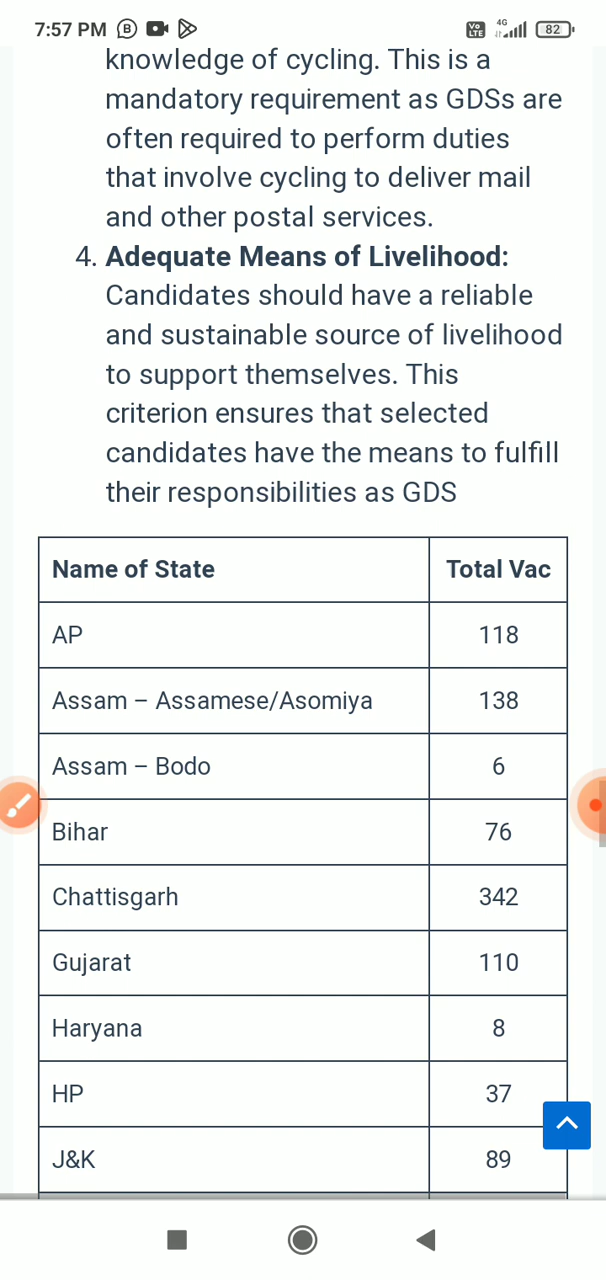 7:57 PM
Vo LTE 4G 82
knowledge of cycling. This is a
mandatory requirement as GDSs are
often required to perform duties
that involve cycling to deliver mail
and other postal services.
4. Adequate Means of Livelihood:
Candidates should have a reliable
and sustainable source of livelihood
to support themselves. This
criterion ensures that selected
candidates have the means to fulfill
their responsibilities as GDS
Name of State Total Vac
AP 118
Assam – Assamese/Asomiya 138
Assam – Bodo 6
Bihar 76
Chattisgarh 342
Gujarat 110
Haryana 8
HP 37
J&K 89